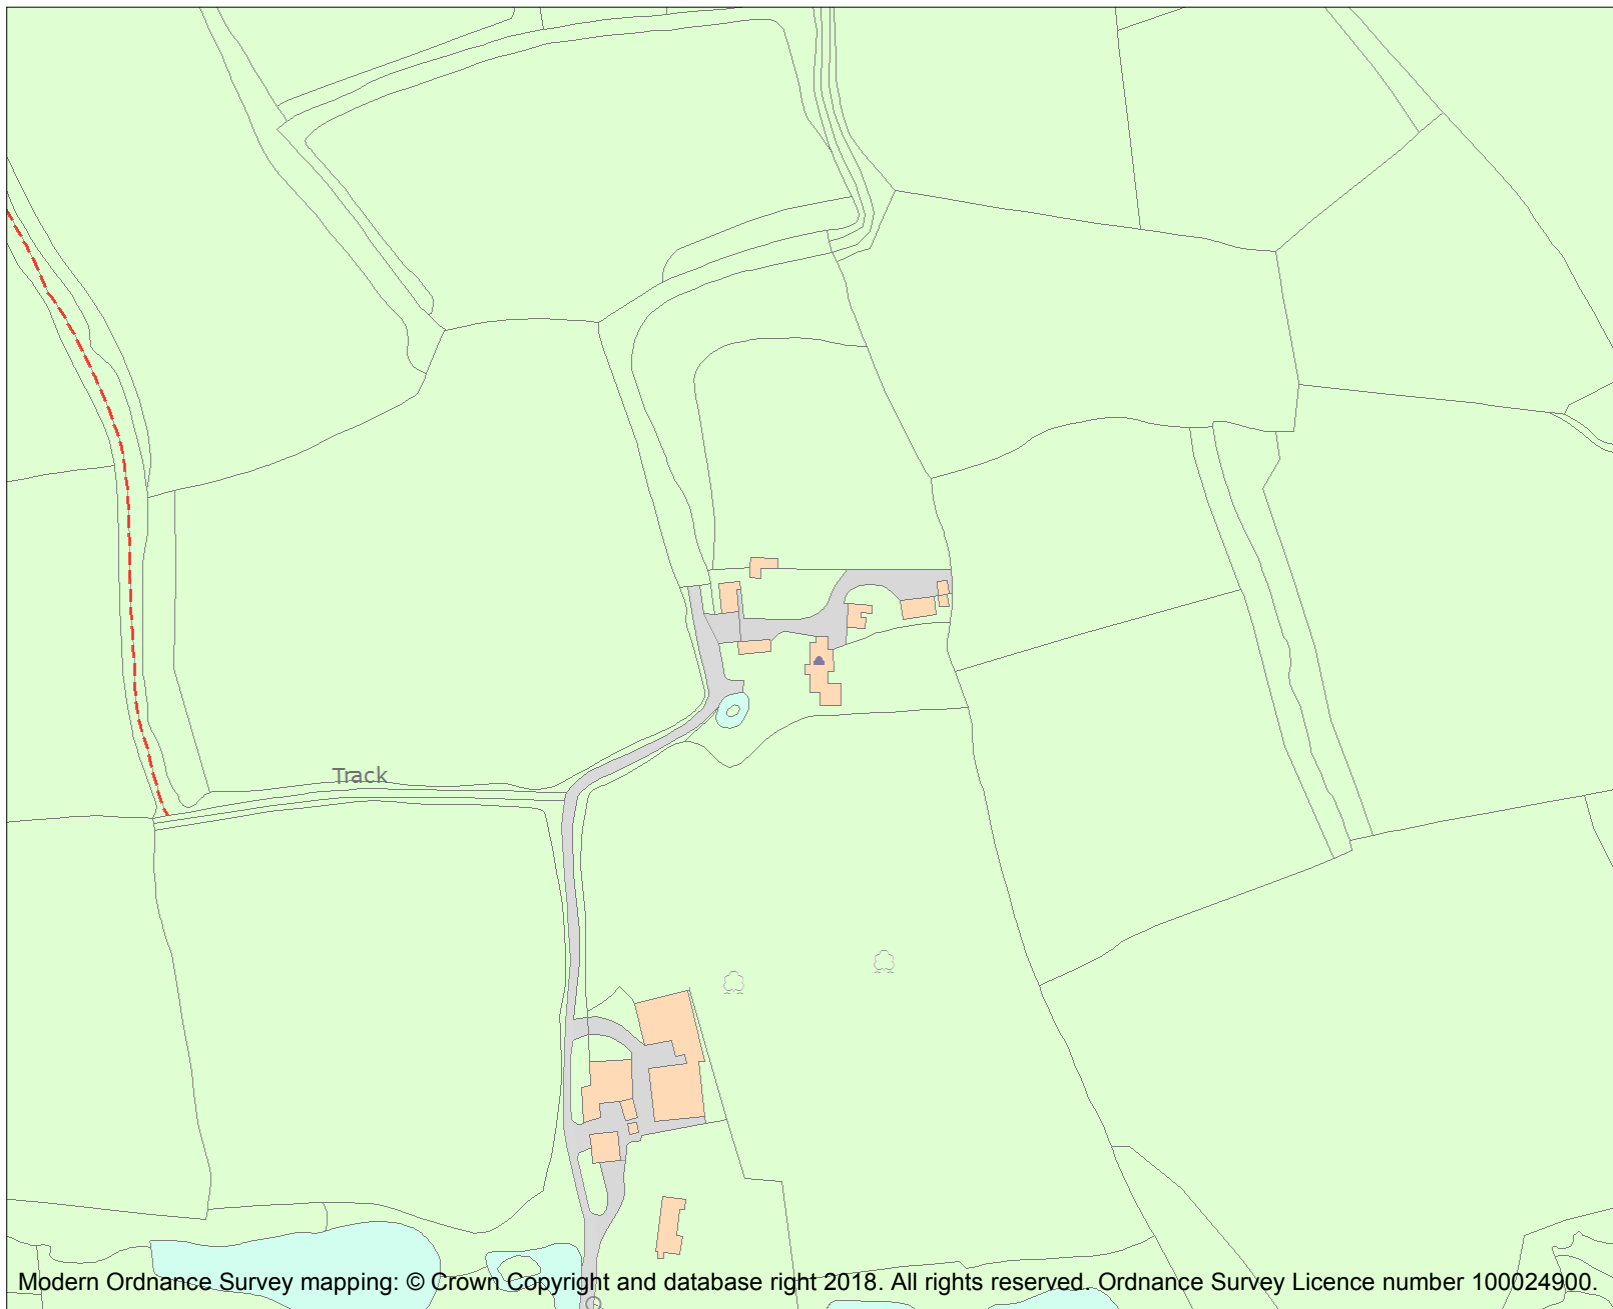 Track
Modern Ordnance Survey mapping: © Crown Copyright and database right 2018. All rights reserved. Ordnance Survey Licence number 100024900.